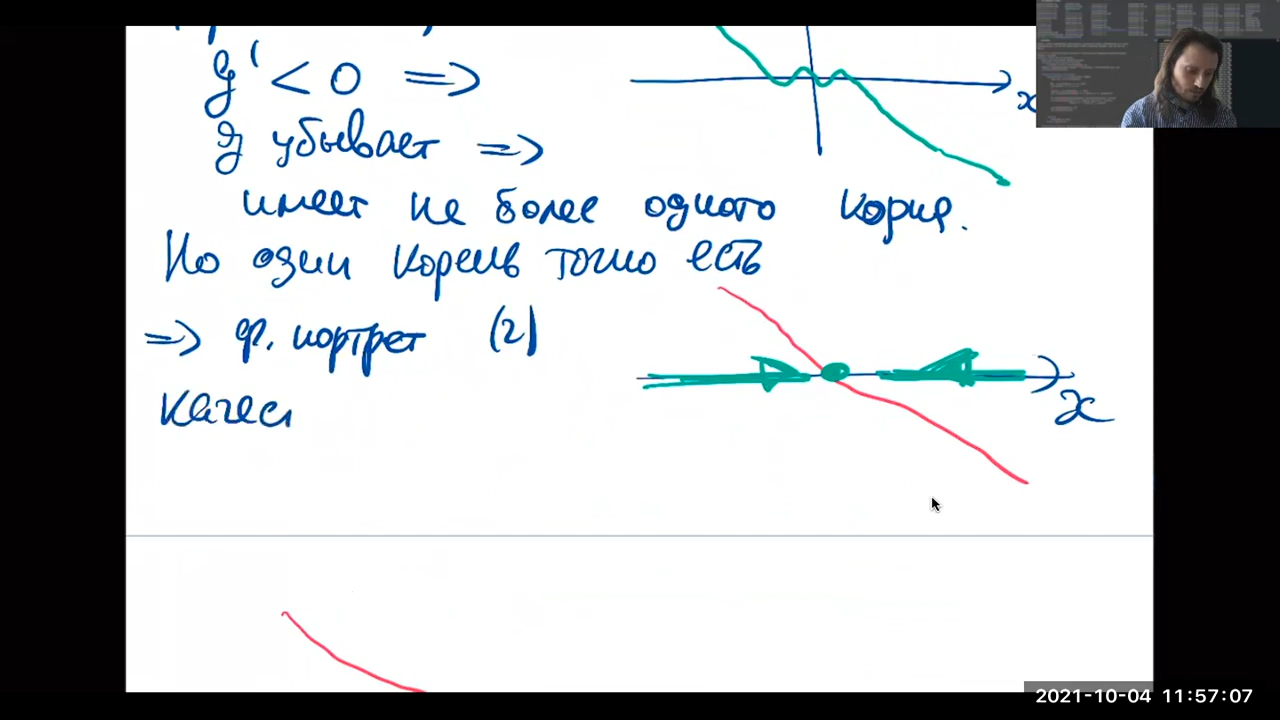 g' < 0 =>
x
g убывает =>
имеет не более одного корня.
Но один корень точно есть
=> ф. портрет (2)
x
качес
2021-10-04 11:57:07